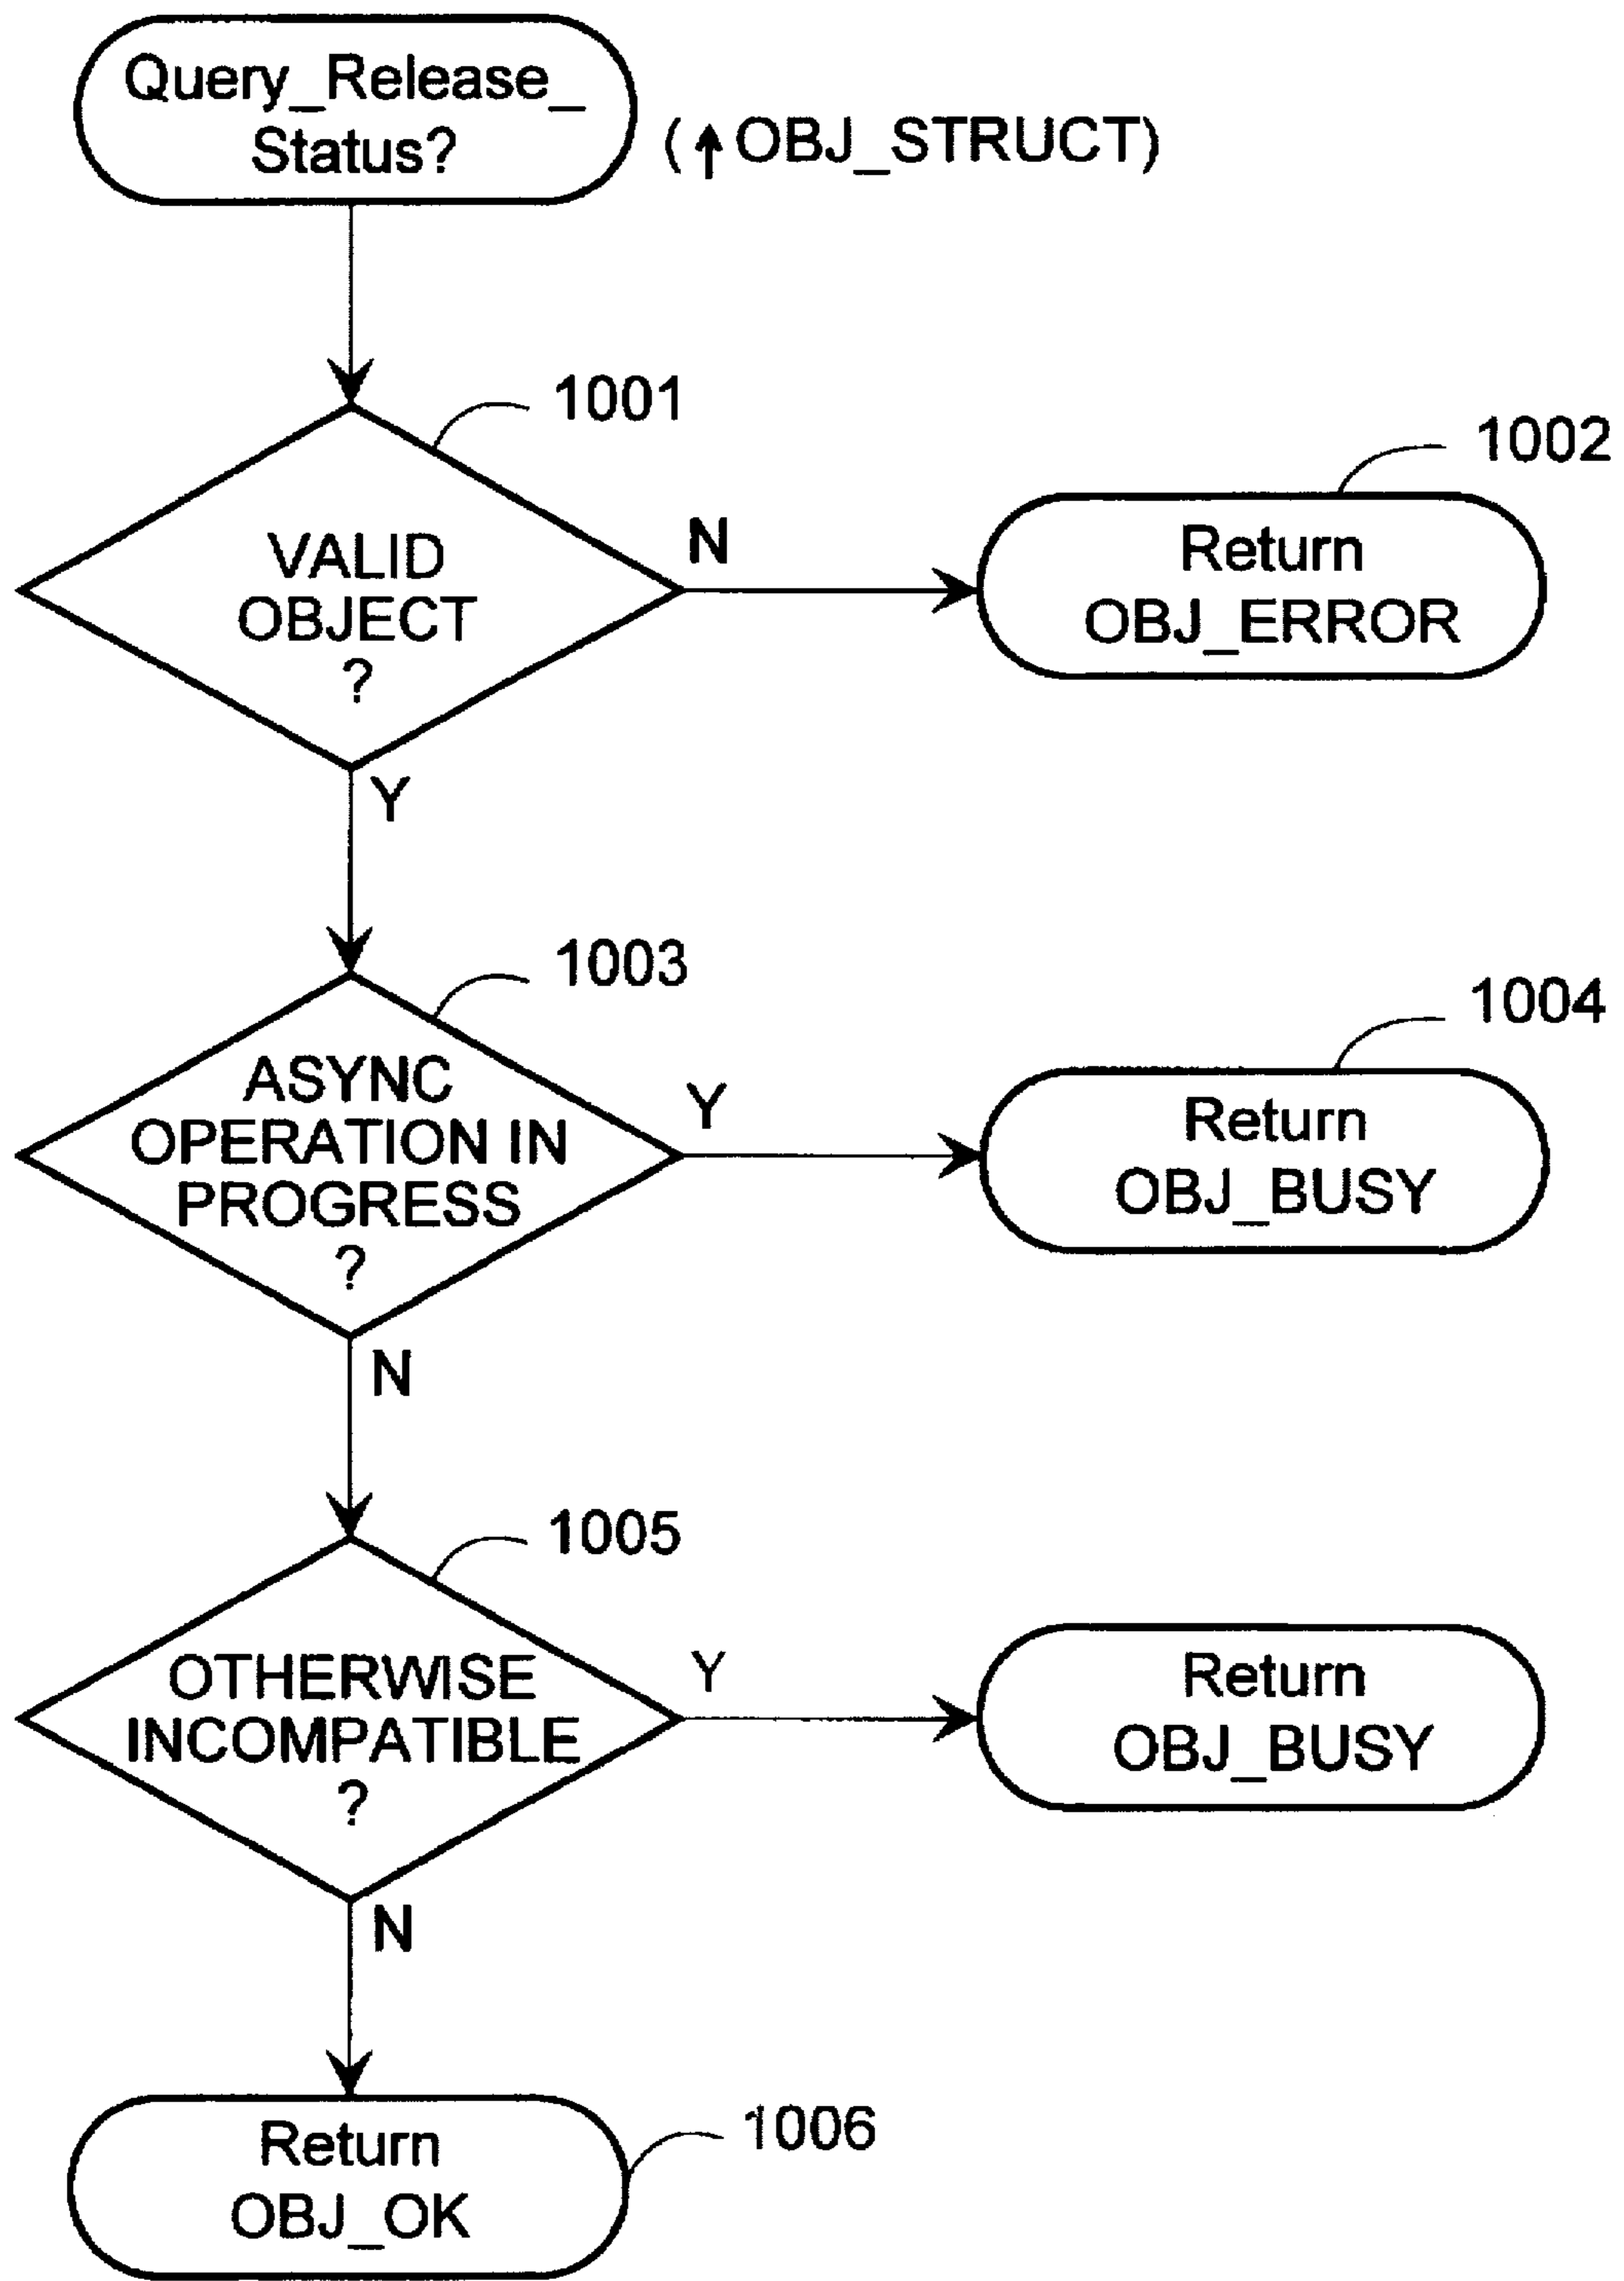 Query_Release_
Status?
(↑OBJ_STRUCT)
1001
VALID
OBJECT
?
N
1002
Return
OBJ_ERROR
Y
1003
ASYNC
OPERATION IN
PROGRESS
?
Y
1004
Return
OBJ_BUSY
N
1005
OTHERWISE
INCOMPATIBLE
?
Y
Return
OBJ_BUSY
N
Return
OBJ_OK
1006